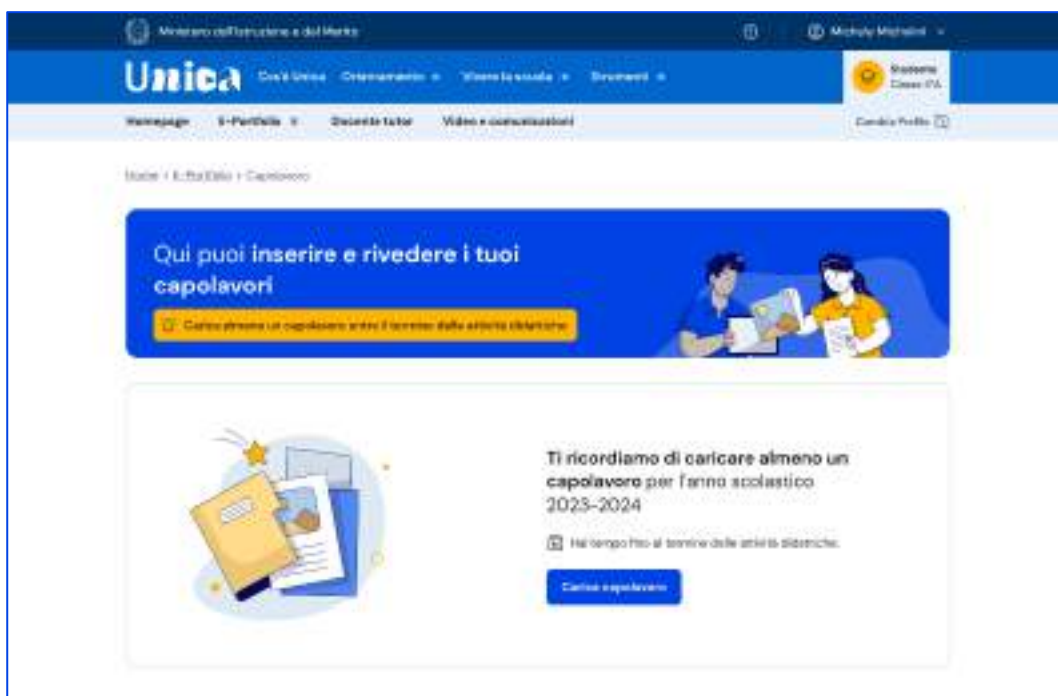 Ministero dell'Istruzione e del Merito
Unica Cos'è Unica Orientamento Vivere la scuola Strumenti
Studente
Classe
Homepage E-Portfolio Docente tutor Video e comunicazioni Cambia Profilo
Home > E-Portfolio > Capolavoro
Qui puoi inserire e rivedere i tuoi
capolavori
Carica almeno un capolavoro entro il termine delle attività didattiche
Ti ricordiamo di caricare almeno un
capolavoro per l'anno scolastico
2023-2024
Hai tempo fino al termine delle attività didattiche.
Carica capolavoro